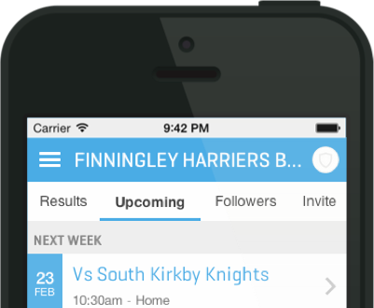 Carrier 9:42 PM
FINNINGLEY HARRIERS B...
Results Upcoming Followers Invite
NEXT WEEK
23 Vs South Kirkby Knights
FEB 10:30am - Home